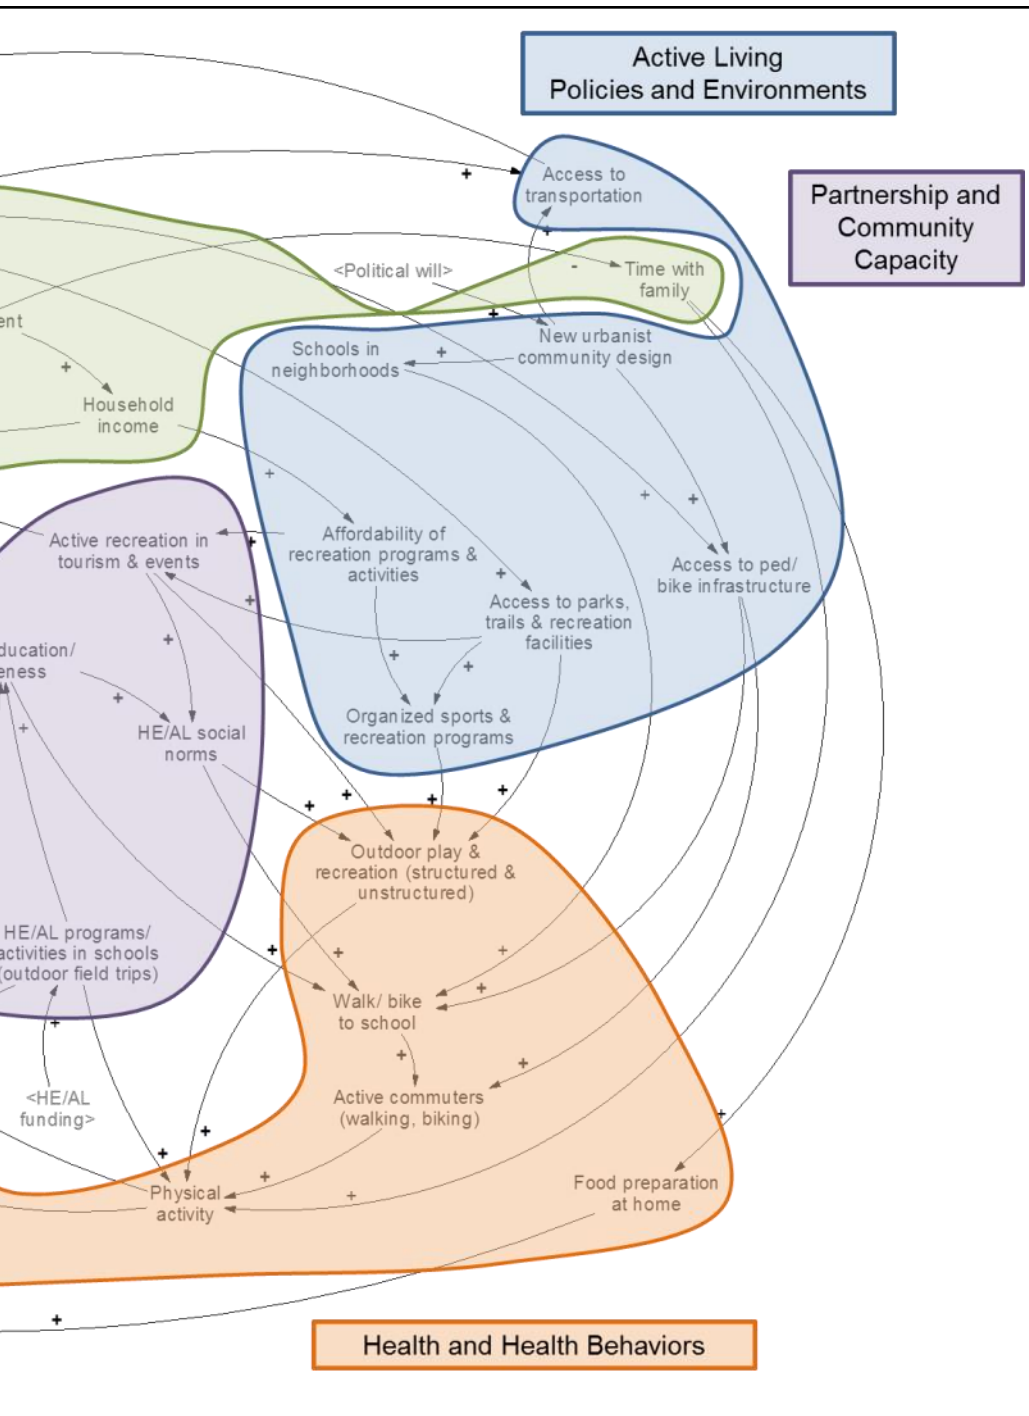 Active Living
Policies and Environments
Partnership and
Community
Capacity
Access to
transportation
+
+
<Political will>
-
Time with
family
+
New urbanist
community design
Schools in
neighborhoods
+
ent
+
Household
income
+
+
+
Active recreation in
tourism & events
+
Affordability of
recreation programs &
activities
+
Access to ped/
bike infrastructure
+
Access to parks,
trails & recreation
facilities
+
ducation/
eness
+
+
+
+
HE/AL social
norms
Organized sports &
recreation programs
+
+
+
+
+
Outdoor play &
recreation (structured &
unstructured)
HE/AL programs/
activities in schools
(outdoor field trips)
+
+
+
+
Walk/ bike
to school
+
+
+
<HE/AL
funding>
Active commuters
(walking, biking)
+
+
+
+
+
Physical
activity
Food preparation
at home
+
Health and Health Behaviors